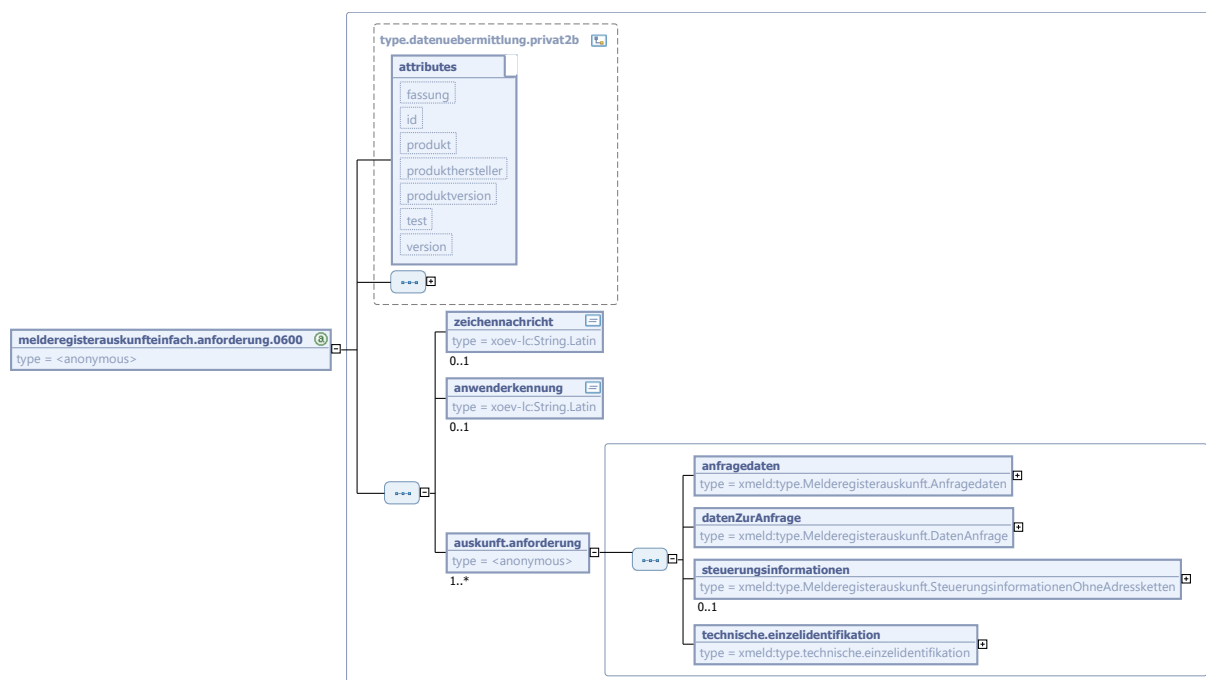 type.datenuebermittlung.privat2b
attributes
fassung
id
produkt
produkthersteller
produktversion
test
version
melderegisterauskunfteinfach.anforderung.0600
a
type = <anonymous>
zeichennachricht
type = xoev-lc:String.Latin
0..1
anwenderkennung
type = xoev-lc:String.Latin
0..1
auskunft.anforderung
type = <anonymous>
1..*
anfragedaten
type = xmeld:type.Melderegisterauskunft.Anfragedaten
datenZurAnfrage
type = xmeld:type.Melderegisterauskunft.DatenAnfrage
steuerungsinformationen
type = xmeld:type.Melderegisterauskunft.SteuerungsinformationenOhneAdressketten
0..1
technische.einzelidentifikation
type = xmeld:type.technische.einzelidentifikation